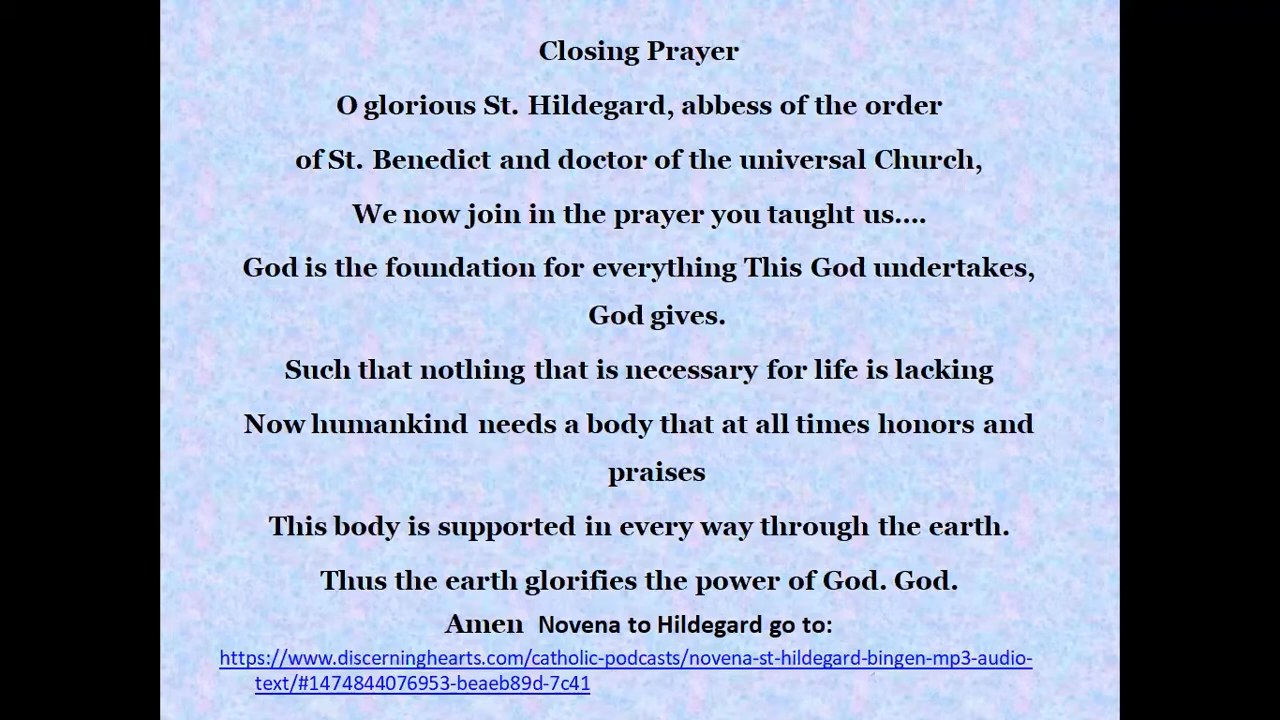 Closing Prayer
O glorious St. Hildegard, abbess of the order
of St. Benedict and doctor of the universal Church,
We now join in the prayer you taught us....
God is the foundation for everything This God undertakes,
God gives.
Such that nothing that is necessary for life is lacking
Now humankind needs a body that at all times honors and
praises
This body is supported in every way through the earth.
Thus the earth glorifies the power of God. God.
Amen Novena to Hildegard go to:
https://www.discerninghearts.com/catholic-podcasts/novena-st-hildegard-bingen-mp3-audio-
text/#1474844076953-beaeb89d-7c41